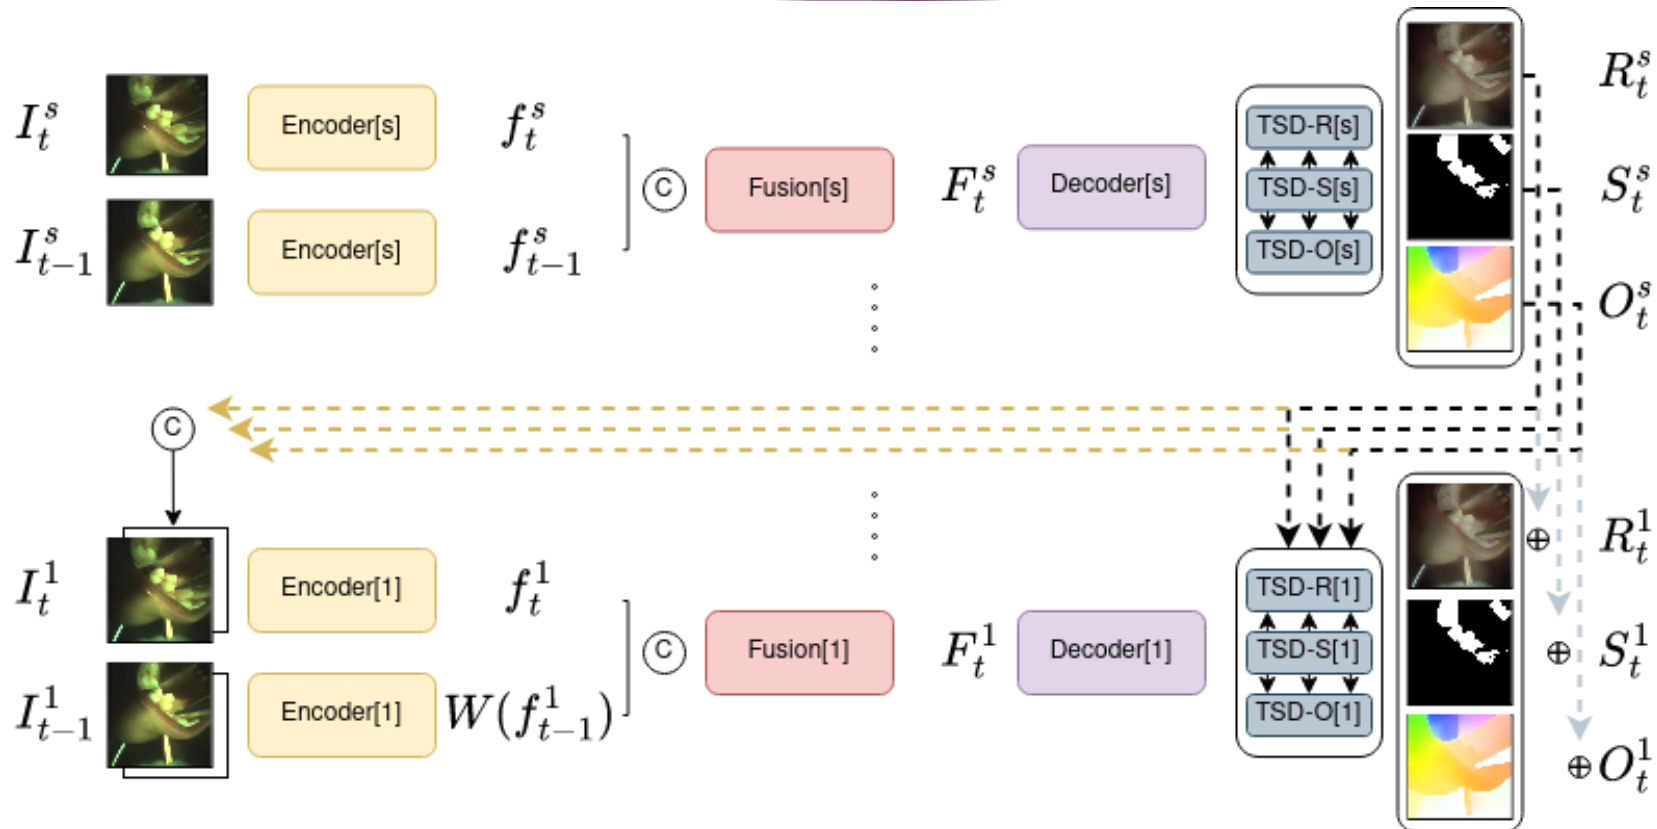 I_t^s
Encoder[s]
f_t^s
I_{t-1}^s
Encoder[s]
f_{t-1}^s
C
Fusion[s]
F_t^s
Decoder[s]
TSD-R[s]
TSD-S[s]
TSD-O[s]
R_t^s
S_t^s
O_t^s
C
I_t^1
Encoder[1]
f_t^1
I_{t-1}^1
Encoder[1]
W(f_{t-1}^1)
C
Fusion[1]
F_t^1
Decoder[1]
TSD-R[1]
TSD-S[1]
TSD-O[1]
R_t^1
S_t^1
O_t^1